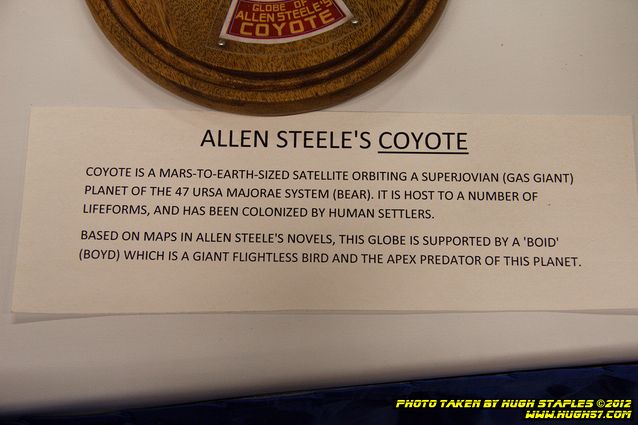 GLOBE OF
ALLEN STEELE'S
COYOTE
ALLEN STEELE'S COYOTE
COYOTE IS A MARS-TO-EARTH-SIZED SATELLITE ORBITING A SUPERJOVIAN (GAS GIANT)
PLANET OF THE 47 URSA MAJORAE SYSTEM (BEAR). IT IS HOST TO A NUMBER OF
LIFEFORMS, AND HAS BEEN COLONIZED BY HUMAN SETTLERS.
BASED ON MAPS IN ALLEN STEELE'S NOVELS, THIS GLOBE IS SUPPORTED BY A 'BOID'
(BOYD) WHICH IS A GIANT FLIGHTLESS BIRD AND THE APEX PREDATOR OF THIS PLANET.
PHOTO TAKEN BY HUGH STAPLES ©2012
WWW.HUGH57.COM